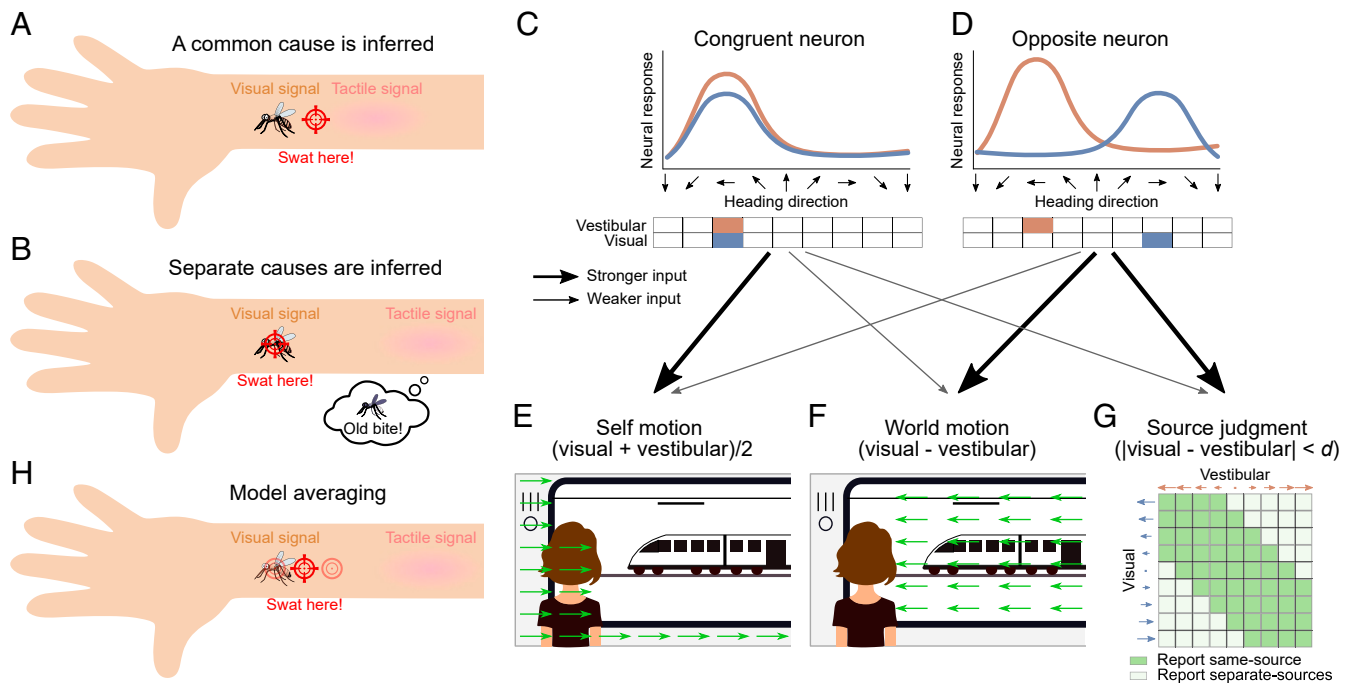 A
A common cause is inferred
Visual signal
Tactile signal
Swat here!
B
Separate causes are inferred
Visual signal
Tactile signal
Swat here!
Old bite!
H
Model averaging
Visual signal
Tactile signal
Swat here!
C
Congruent neuron
Neural response
Heading direction
D
Opposite neuron
Neural response
Heading direction
Vestibular
Visual
Stronger input
Weaker input
E
Self motion
(visual + vestibular)/2
F
World motion
(visual - vestibular)
G
Source judgment
(|visual - vestibular| < d)
Vestibular
Visual
Report same-source
Report separate-sources